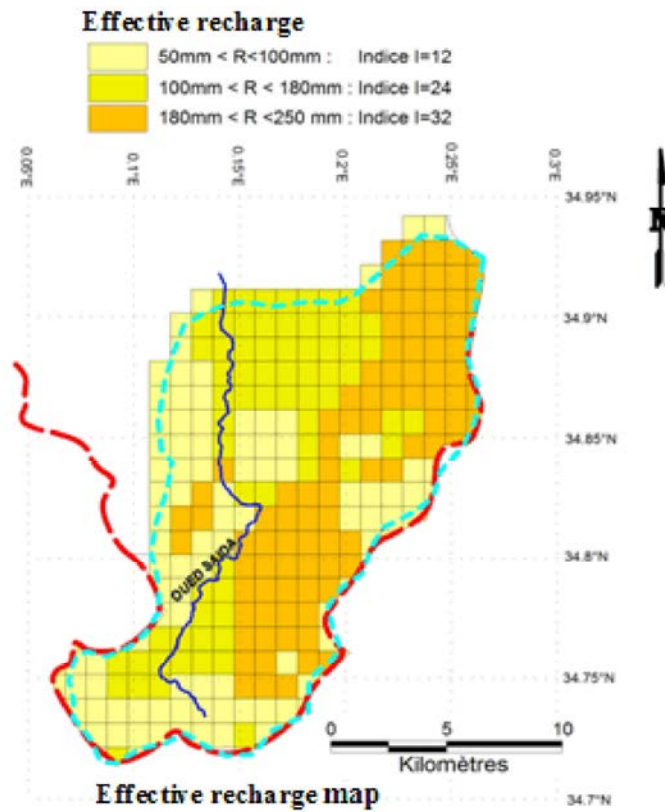 Effective recharge
50mm < R<100mm : Indice I=12
100mm < R < 180mm : Indice I=24
180mm < R <250 mm : Indice I=32
0.05°E 0.1°E 0.15°E 0.2°E 0.25°E 0.3°E
34.95°N
N
34.9°N
34.85°N
34.8°N
OUED SAIDA
34.75°N
0 5 10
Kilomètres
34.7°N
Effective recharge map